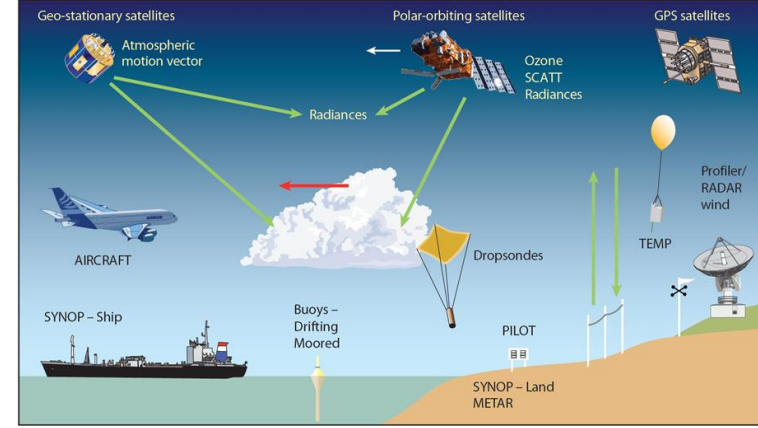 Geo-stationary satellites
Polar-orbiting satellites
GPS satellites
Atmospheric
motion vector
Ozone
SCATT
Radiances
Radiances
Profiler/
RADAR
wind
TEMP
AIRCRAFT
Dropsondes
SYNOP – Ship
Buoys –
Drifting
Moored
PILOT
SYNOP – Land
METAR